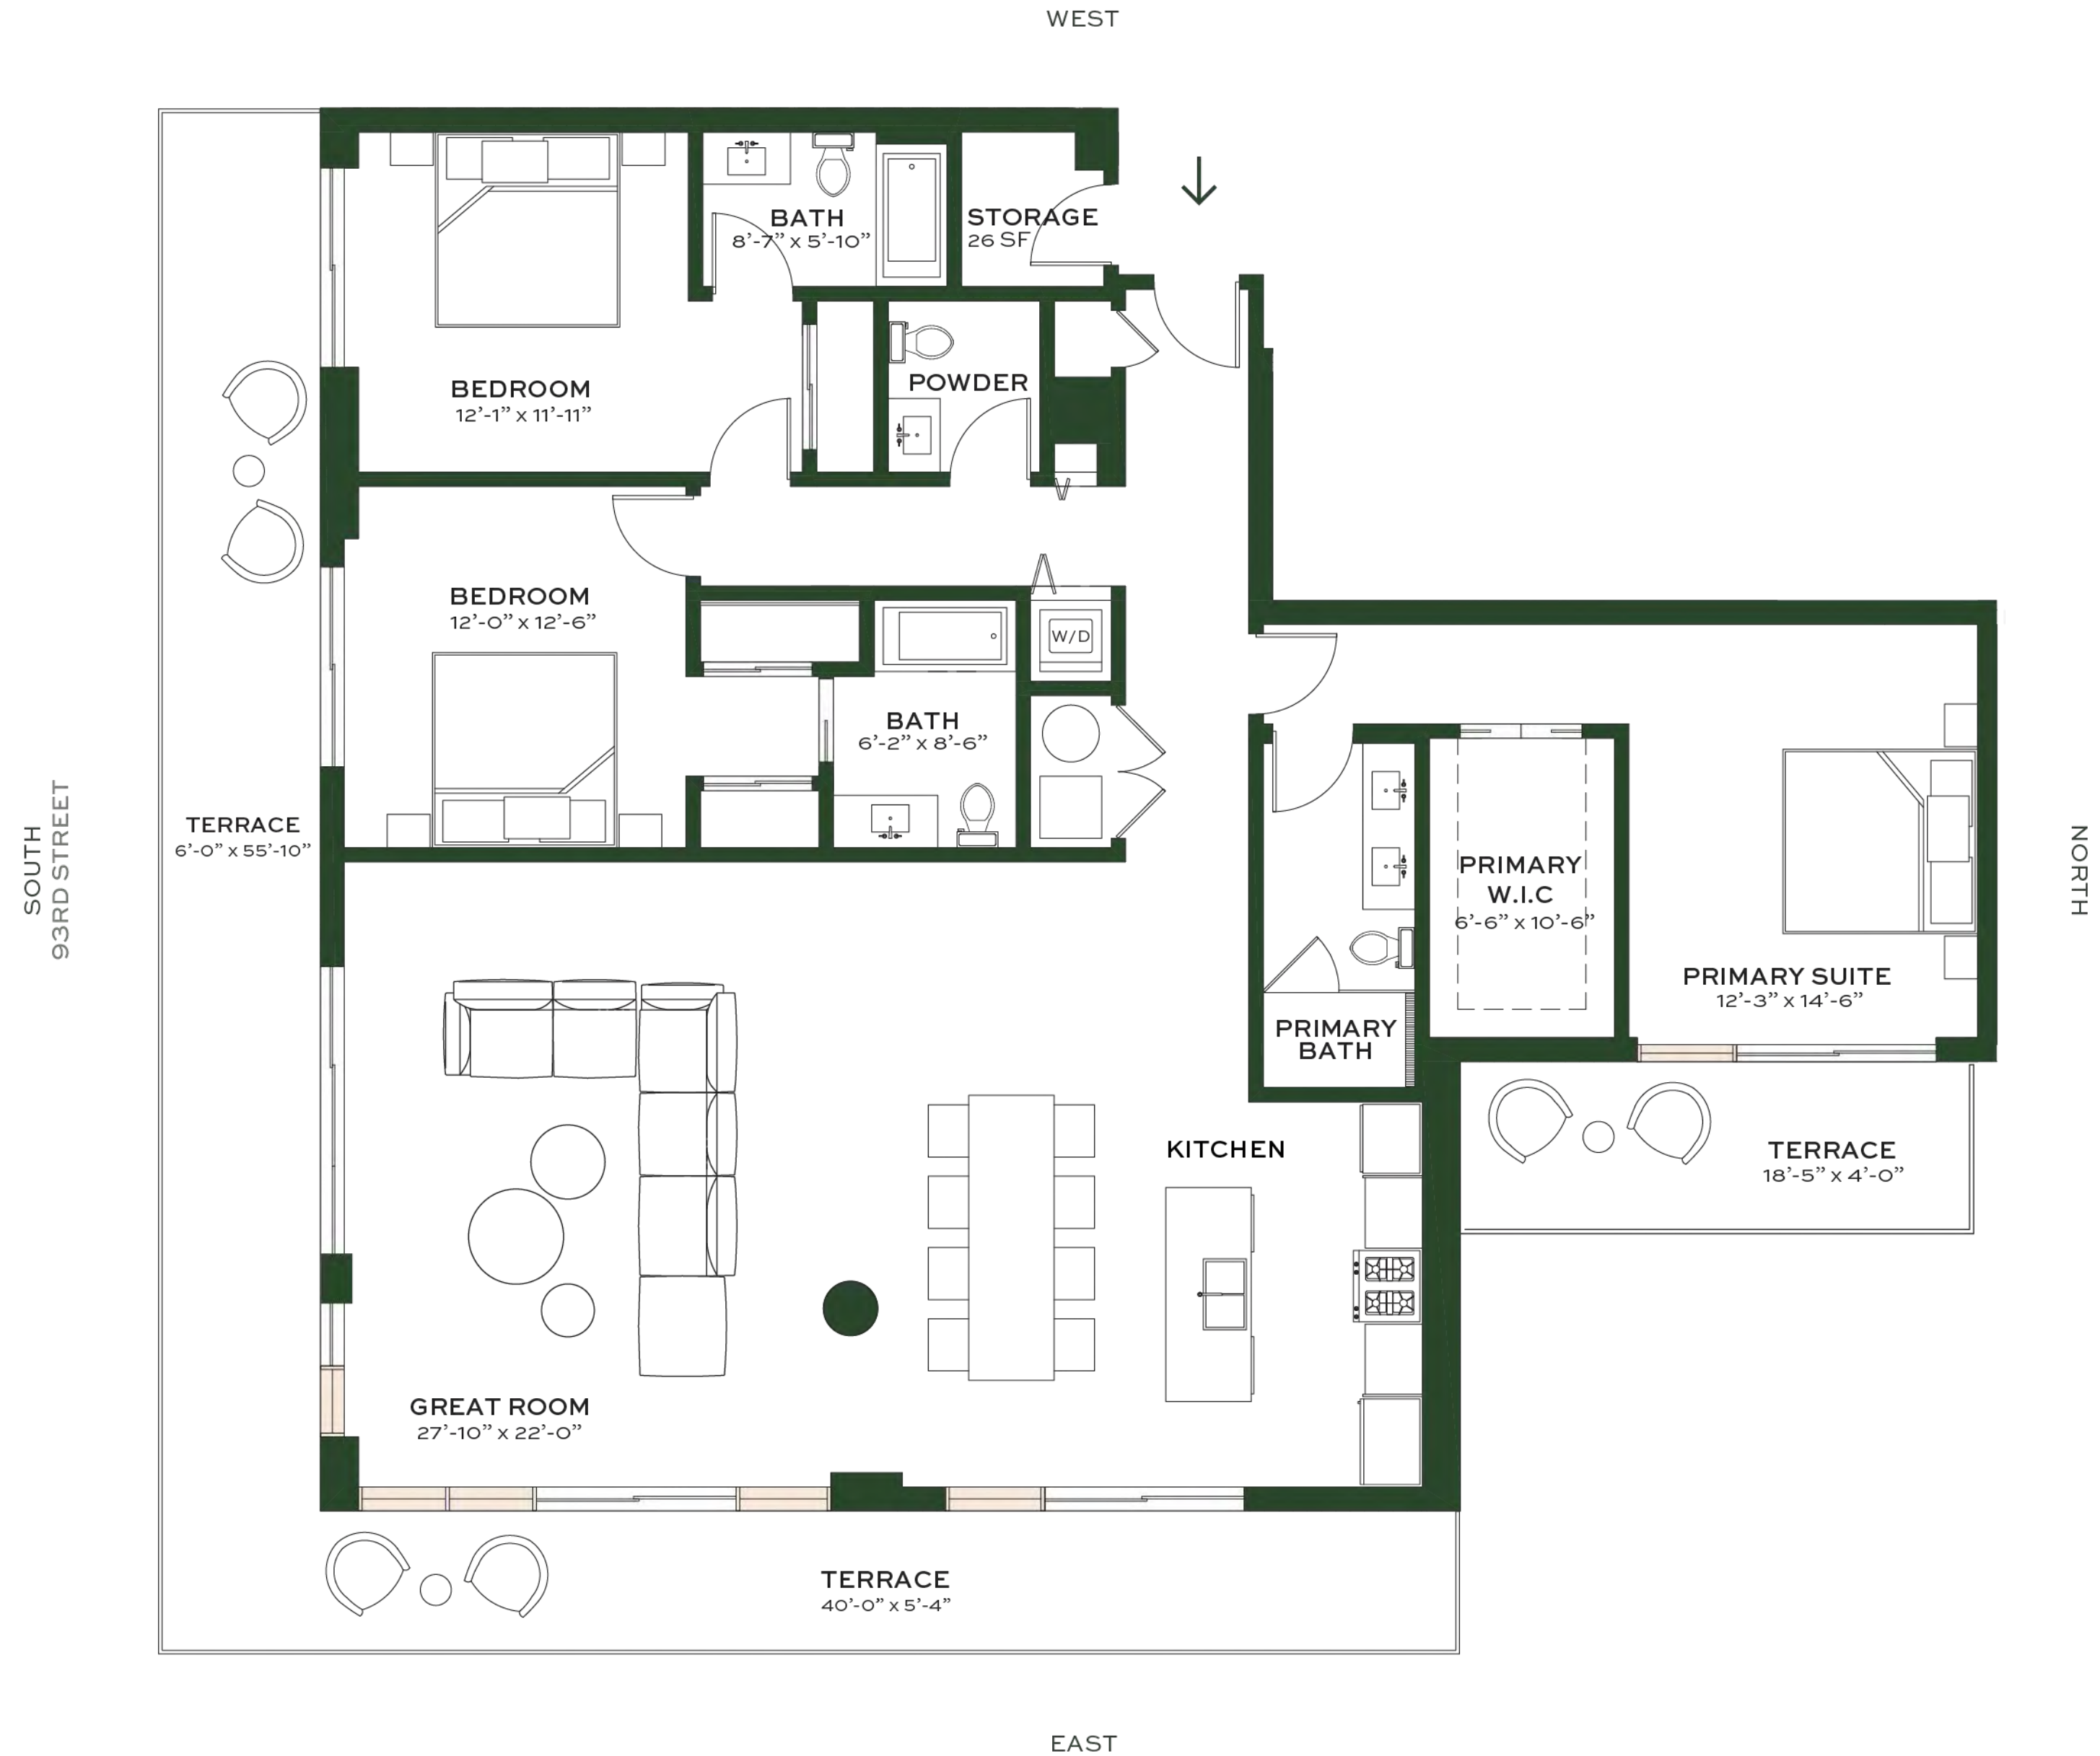 WEST
BATH
8'-7" x 5'-10"
STORAGE
26 SF
POWDER
BEDROOM
12'-1" x 11'-11"
BEDROOM
12'-0" x 12'-6"
W/D
BATH
6'-2" x 8'-6"
SOUTH
93RD STREET
TERRACE
6'-0" x 55'-10"
PRIMARY
W.I.C
6'-6" x 10'-6"
NORTH
PRIMARY SUITE
12'-3" x 14'-6"
PRIMARY
BATH
KITCHEN
TERRACE
18'-5" x 4'-0"
GREAT ROOM
27'-10" x 22'-0"
TERRACE
40'-0" x 5'-4"
EAST